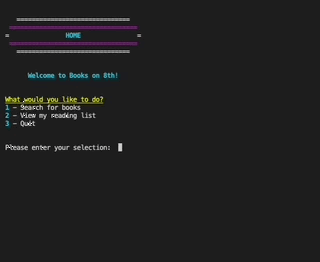 ==============================
==================================
= HOME =
==================================
==============================
Welcome to Books on 8th!
What would you like to do?
1 - Search for books
2 - View my reading list
3 - Quit
Please enter your selection: